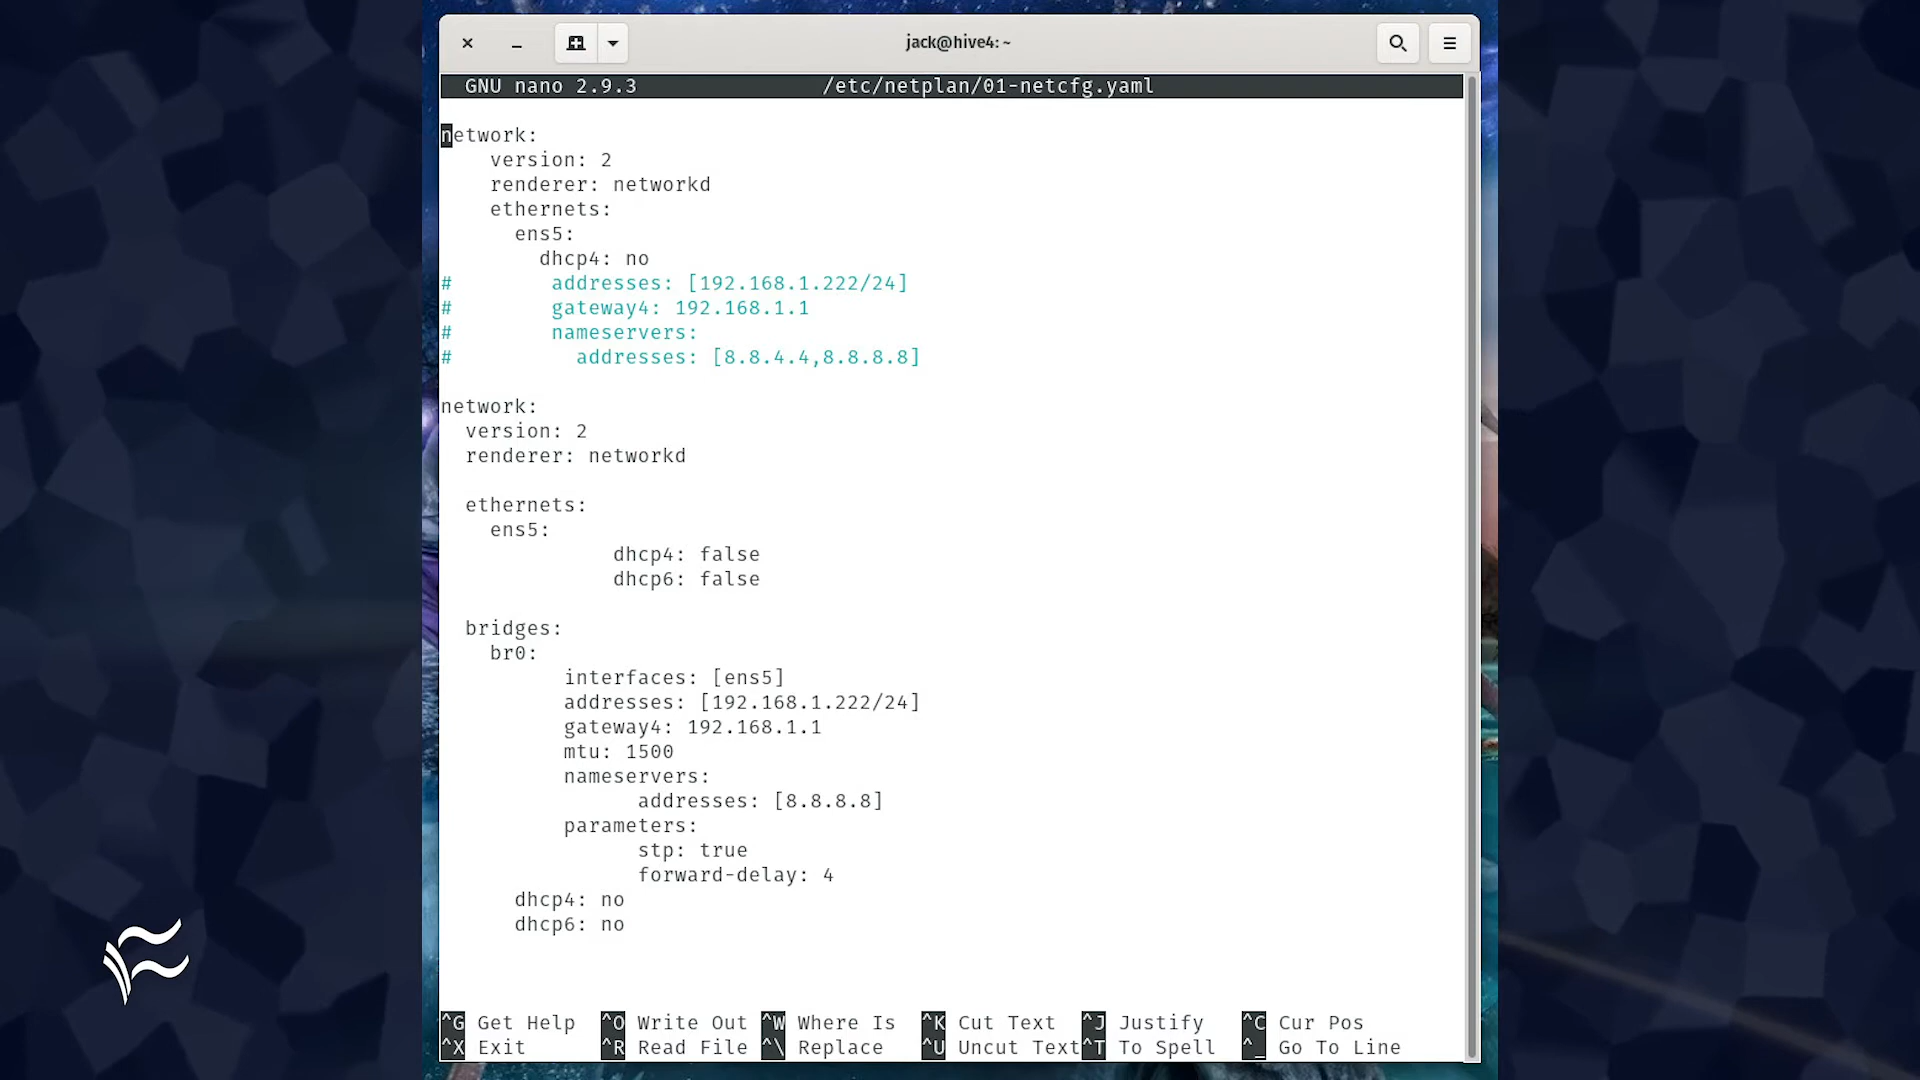 jack@hive4: ~
GNU nano 2.9.3 /etc/netplan/01-netcfg.yaml
network:
    version: 2
    renderer: networkd
    ethernets:
      ens5:
        dhcp4: no
#        addresses: [192.168.1.222/24]
#        gateway4: 192.168.1.1
#        nameservers:
#          addresses: [8.8.4.4,8.8.8.8]
network:
  version: 2
  renderer: networkd
  ethernets:
    ens5:
              dhcp4: false
              dhcp6: false
  bridges:
    br0:
          interfaces: [ens5]
          addresses: [192.168.1.222/24]
          gateway4: 192.168.1.1
          mtu: 1500
          nameservers:
                addresses: [8.8.8.8]
          parameters:
                stp: true
                forward-delay: 4
      dhcp4: no
      dhcp6: no
^G Get Help ^O Write Out ^W Where Is ^K Cut Text ^J Justify ^C Cur Pos
^X Exit ^R Read File ^\ Replace ^U Uncut Text ^T To Spell ^_ Go To Line